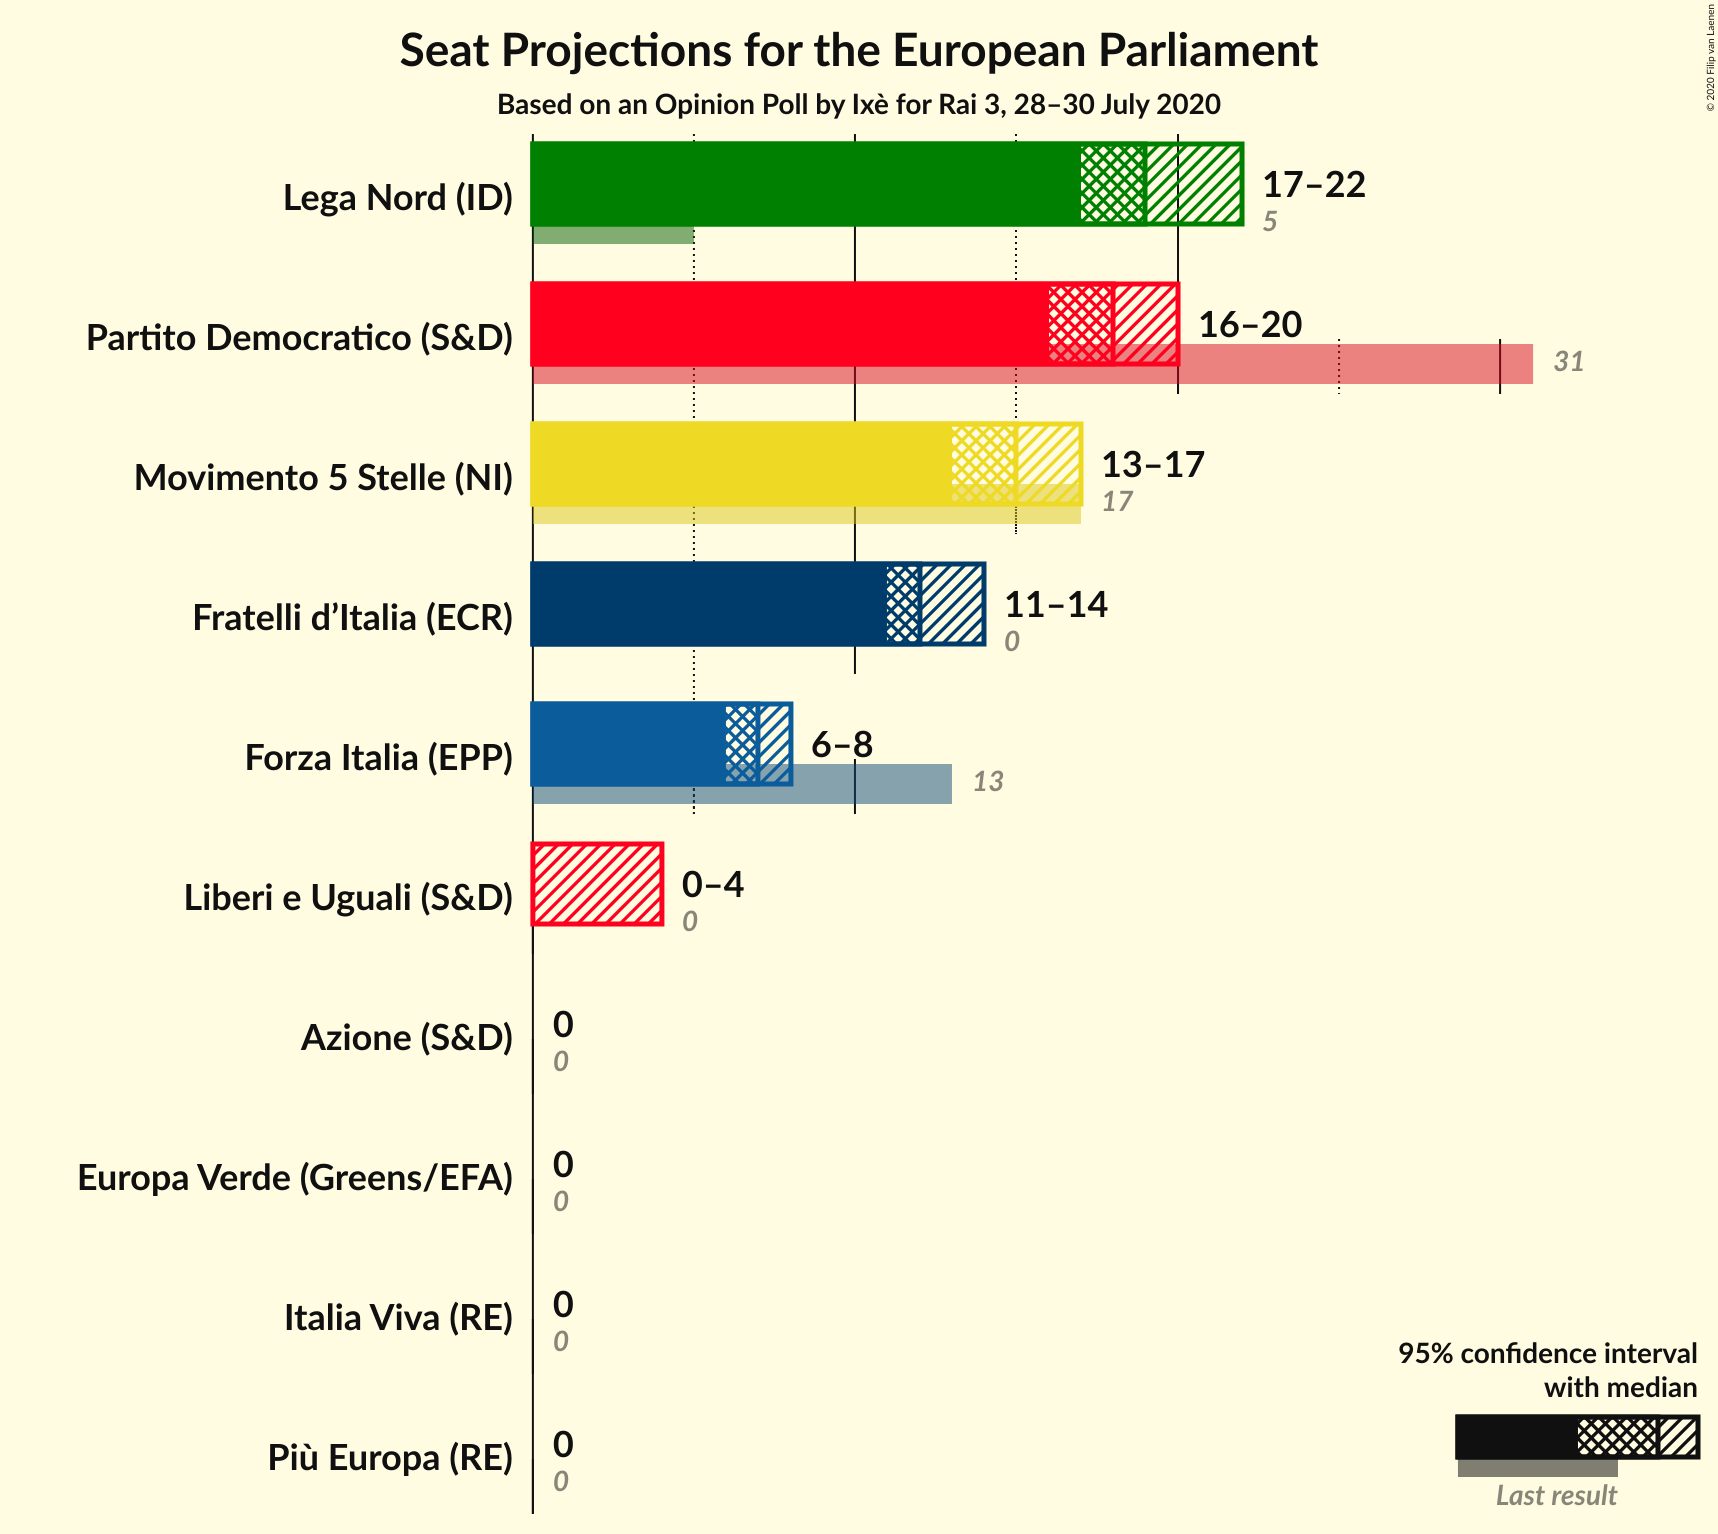 Seat Projections for the European Parliament
Based on an Opinion Poll by Ixè for Rai 3, 28–30 July 2020
© 2020 Filip van Laenen
Lega Nord (ID)
17–22
5
Partito Democratico (S&D)
16–20
31
Movimento 5 Stelle (NI)
13–17
17
Fratelli d’Italia (ECR)
11–14
0
Forza Italia (EPP)
6–8
13
Liberi e Uguali (S&D)
0–4
0
Azione (S&D)
0
0
Europa Verde (Greens/EFA)
0
0
Italia Viva (RE)
0
0
Più Europa (RE)
0
0
95% confidence interval
with median
Last result